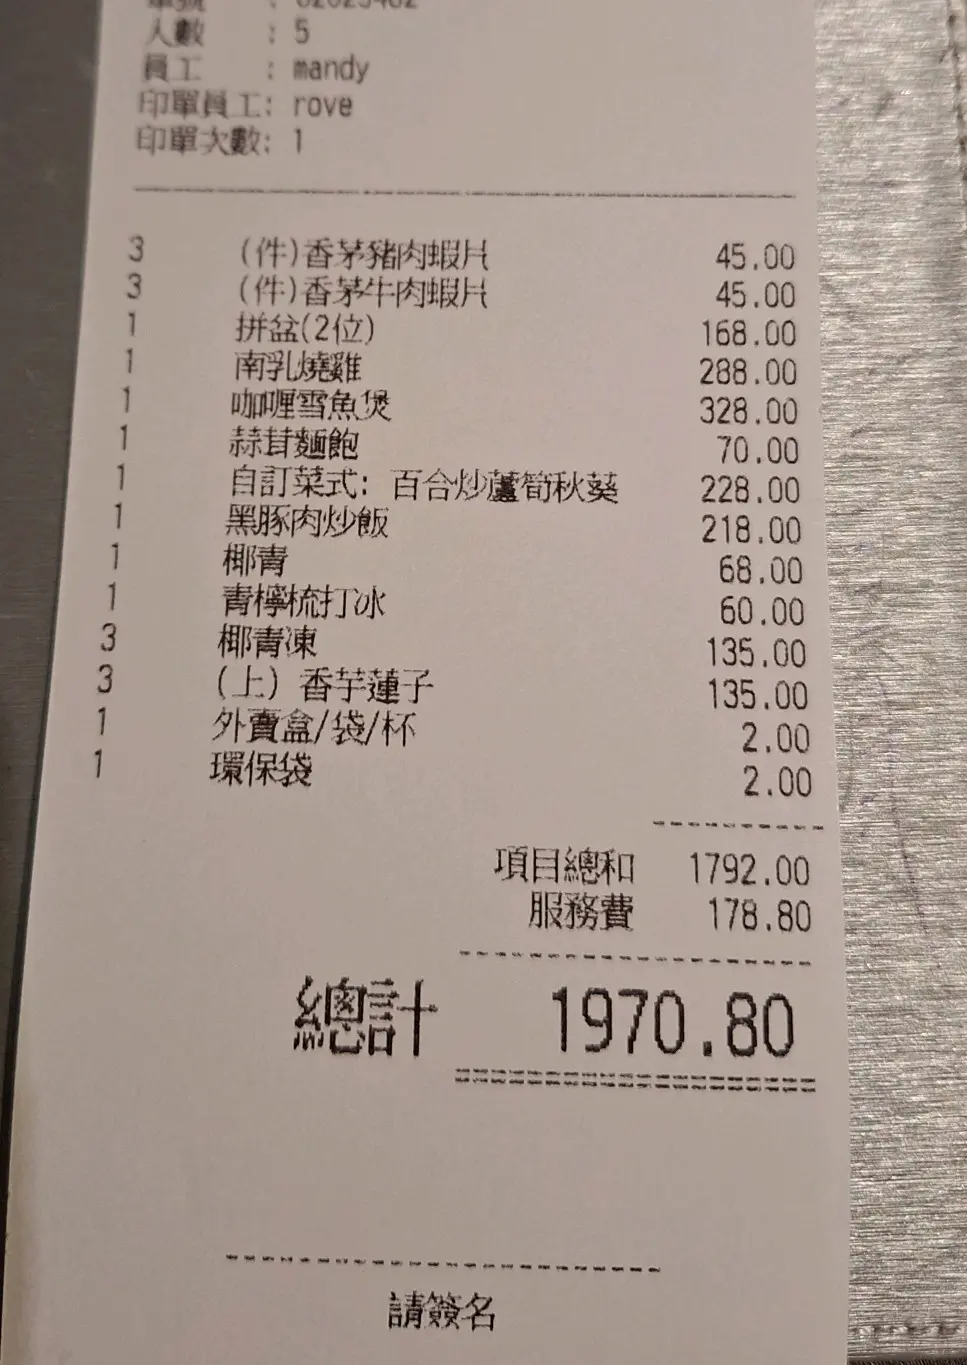 人數 : 5
員工 : mandy
印單員工: rove
印單次數: 1
3 (件)香茅豬肉蝦片 45.00
3 (件)香茅牛肉蝦片 45.00
1 拼盆(2位) 168.00
1 南乳燒雞 288.00
1 咖喱雪魚煲 328.00
1 蒜茸麵飽 70.00
1 自訂菜式: 百合炒蘆筍秋葵 228.00
1 黑豚肉炒飯 218.00
1 椰青 68.00
1 青檸梳打冰 60.00
3 椰青凍 135.00
3 (上) 香芋蓮子 135.00
1 外賣盒/袋/杯 2.00
1 環保袋 2.00
項目總和 1792.00
服務費 178.80
總計 1970.80
請簽名